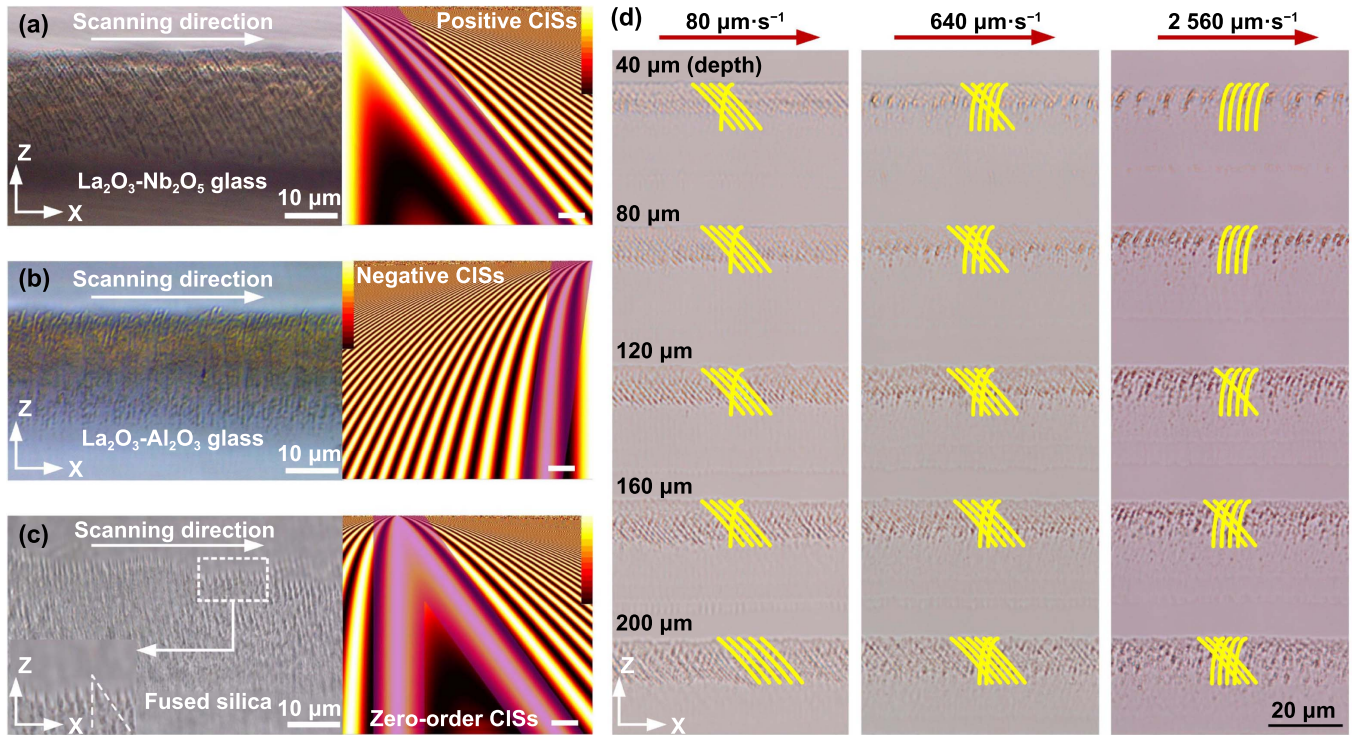 (a)
Scanning direction
Positive CISs
Z
X
La₂O₃-Nb₂O₅ glass
10 µm
(b)
Scanning direction
Negative CISs
Z
X
La₂O₃-Al₂O₃ glass
10 µm
(c)
Scanning direction
Z
X
Fused silica
10 µm
Zero-order CISs
(d)
80 µm·s⁻¹
640 µm·s⁻¹
2 560 µm·s⁻¹
40 µm (depth)
80 µm
120 µm
160 µm
200 µm
Z
X
20 µm